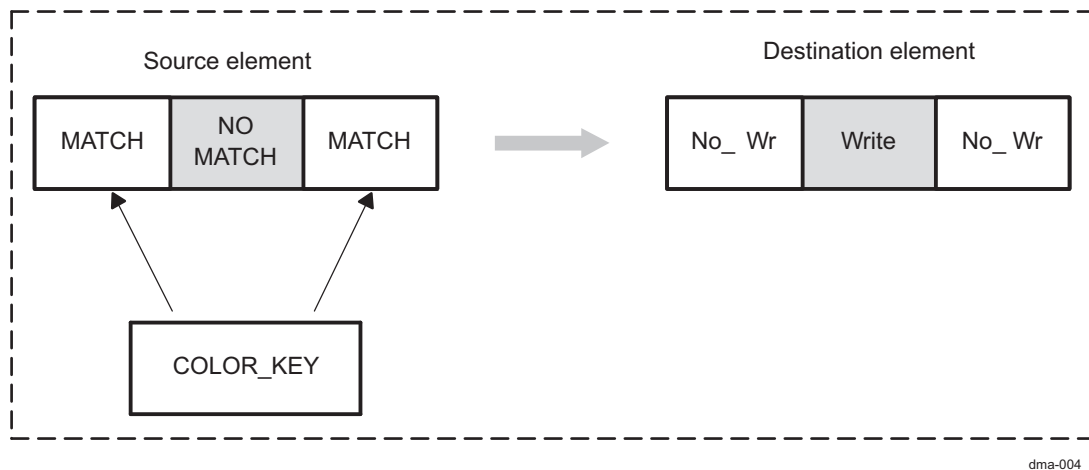 Source element
Destination element
MATCH
NO
MATCH
MATCH
No_ Wr
Write
No_ Wr
COLOR_KEY
dma-004